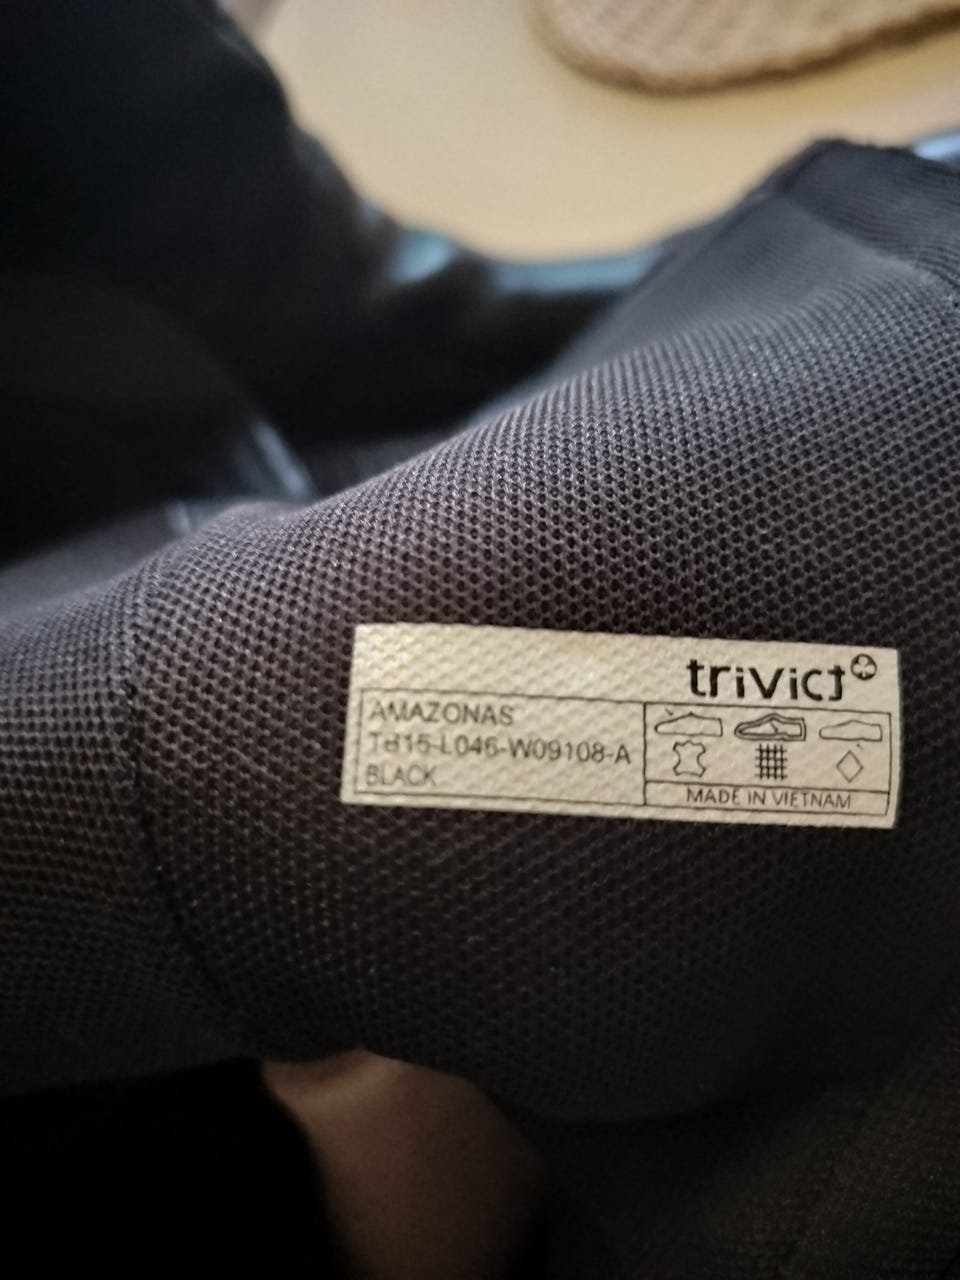 trivict
AMAZONAS
T815-L046-W09108-A
BLACK
MADE IN VIETNAM